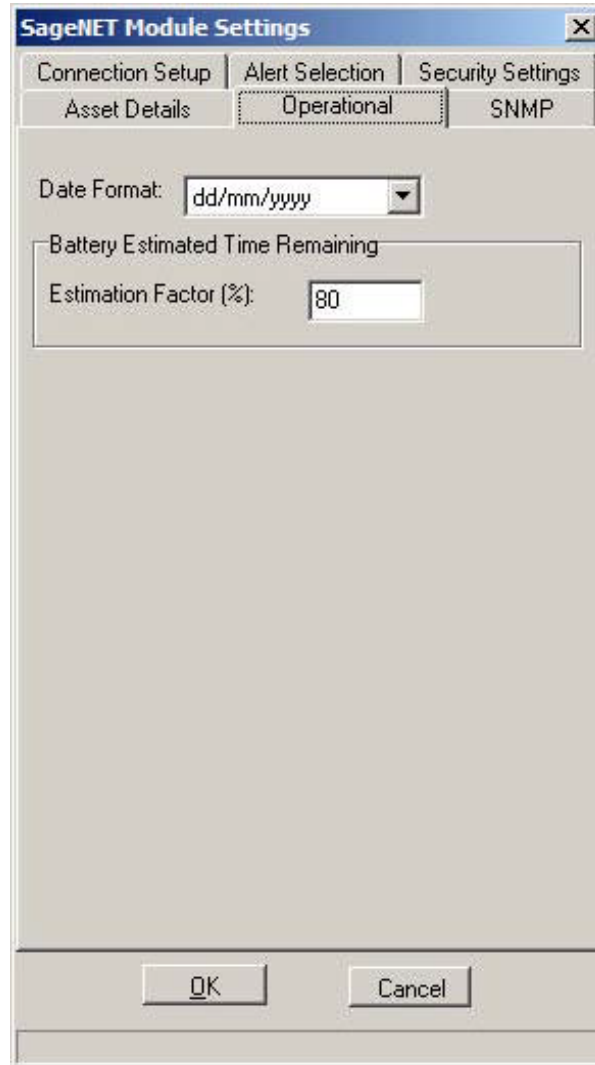 SageNET Module Settings
Connection Setup Alert Selection Security Settings
Asset Details Operational SNMP
Date Format: dd/mm/yyyy
Battery Estimated Time Remaining
Estimation Factor (%): 80
OK Cancel